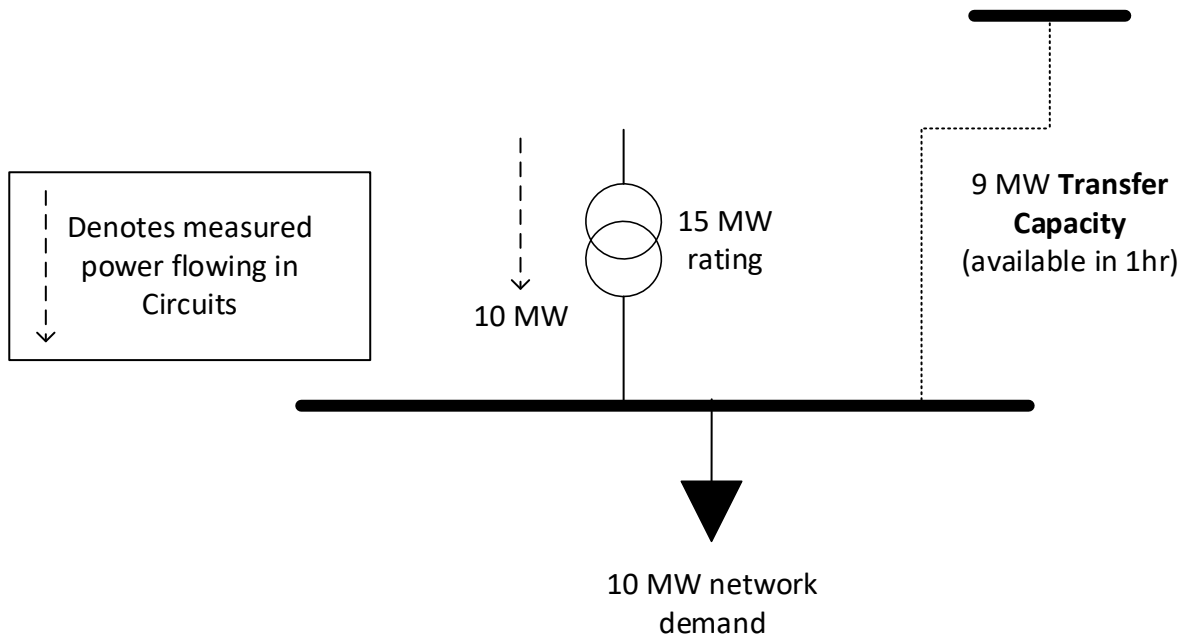 Denotes measured
power flowing in
Circuits
10 MW
15 MW
rating
9 MW Transfer
Capacity
(available in 1hr)
10 MW network
demand